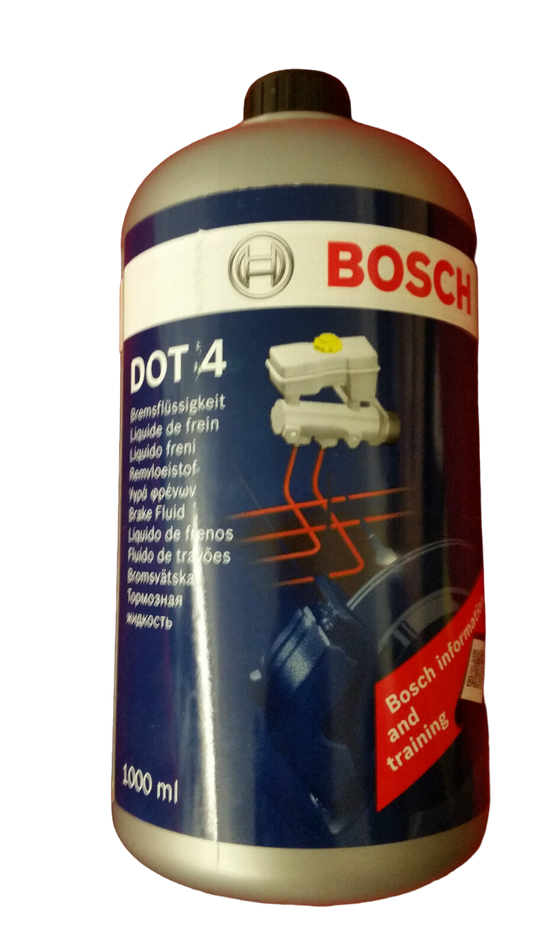 BOSCH
DOT 4
Bremsflüssigkeit
Liquide de frein
Liquido freni
Remvloeistof
Υγρά φρένων
Brake Fluid
Líquido de frenos
Fluido de travões
Bromsvätska
Тормозная
жидкость
1000 ml
Bosch information
and
training